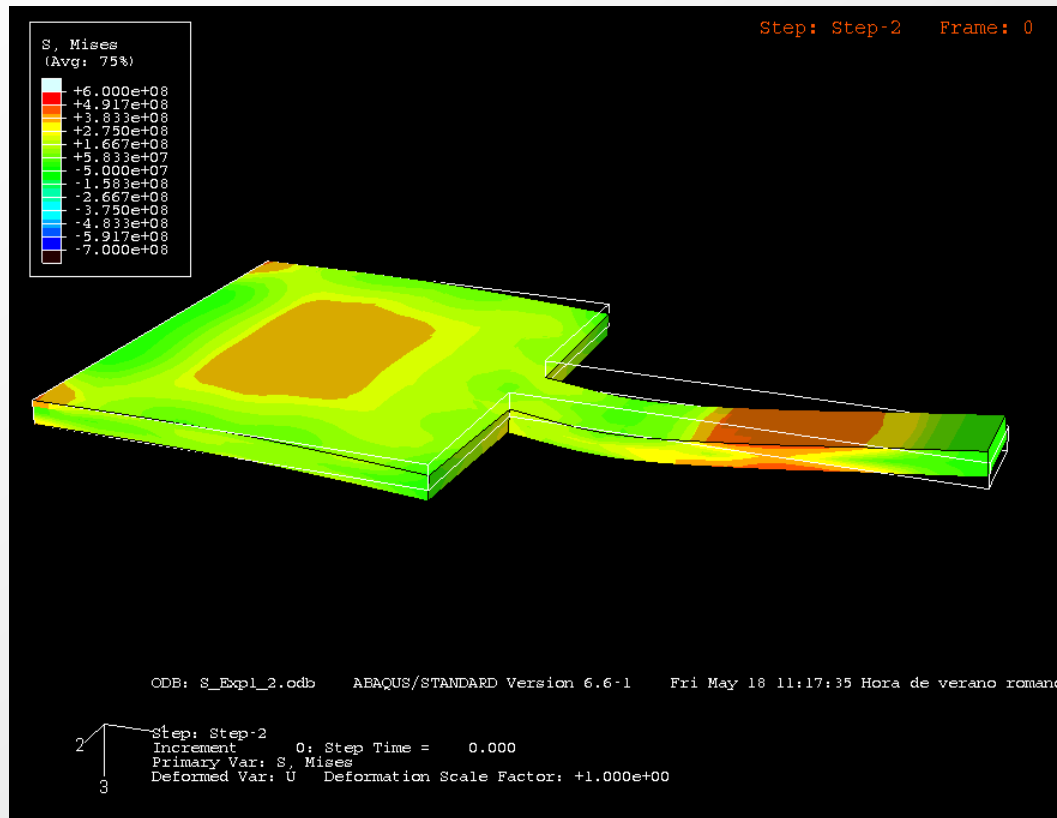 Step: Step-2 Frame: 0
S, Mises
(Avg: 75%)
+6.000e+08
+4.917e+08
+3.833e+08
+2.750e+08
+1.667e+08
+5.833e+07
-5.000e+07
-1.583e+08
-2.667e+08
-3.750e+08
-4.833e+08
-5.917e+08
-7.000e+08
ODB: S_Expl_2.odb ABAQUS/STANDARD Version 6.6-1 Fri May 18 11:17:35 Hora de verano romanc
1
2
3
Step: Step-2
Increment 0: Step Time = 0.000
Primary Var: S, Mises
Deformed Var: U Deformation Scale Factor: +1.000e+00